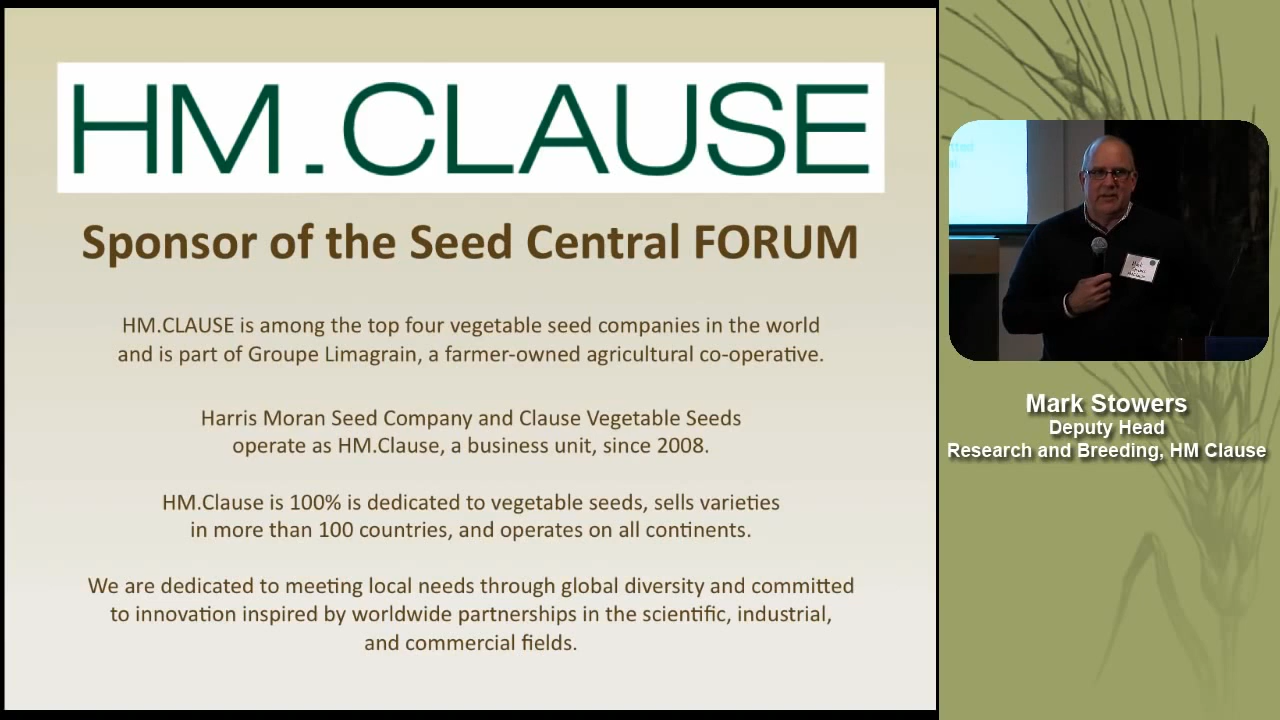 HM.CLAUSE
Sponsor of the Seed Central FORUM
HM.CLAUSE is among the top four vegetable seed companies in the world
and is part of Groupe Limagrain, a farmer-owned agricultural co-operative.
Harris Moran Seed Company and Clause Vegetable Seeds
operate as HM.Clause, a business unit, since 2008.
HM.Clause is 100% is dedicated to vegetable seeds, sells varieties
in more than 100 countries, and operates on all continents.
We are dedicated to meeting local needs through global diversity and committed
to innovation inspired by worldwide partnerships in the scientific, industrial,
and commercial fields.
Mark Stowers
Deputy Head
Research and Breeding, HM Clause